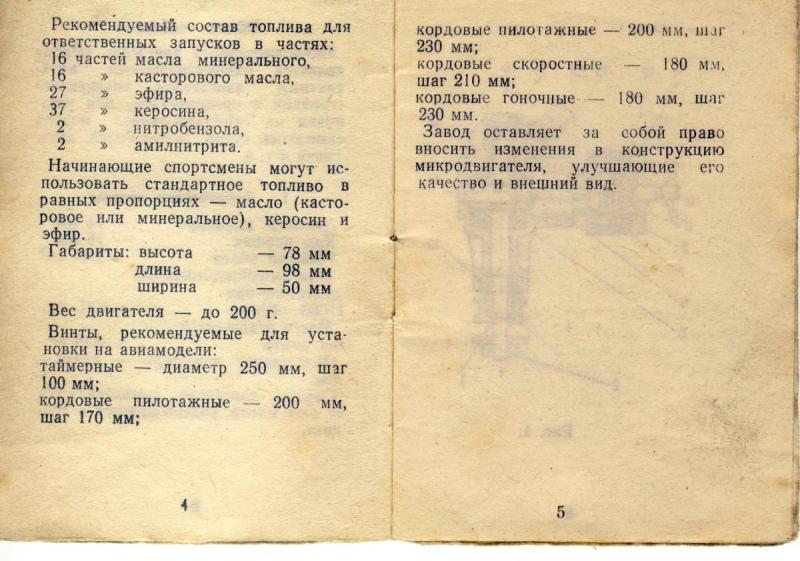 Рекомендуемый состав топлива для
ответственных запусков в частях:
16 частей масла минерального,
16 » касторового масла,
27 » эфира,
37 » керосина,
2 » нитробензола,
2 » амилнитрита.
Начинающие спортсмены могут ис-
пользовать стандартное топливо в
равных пропорциях — масло (касто-
ровое или минеральное), керосин и
эфир.
Габариты: высота — 78 мм
длина — 98 мм
ширина — 50 мм
Вес двигателя — до 200 г.
Винты, рекомендуемые для уста-
новки на авиамодели:
таймерные — диаметр 250 мм, шаг
100 мм;
кордовые пилотажные — 200 мм,
шаг 170 мм;
4
кордовые пилотажные — 200 мм, шаг
230 мм;
кордовые скоростные — 180 мм,
шаг 210 мм;
кордовые гоночные — 180 мм, шаг
230 мм.
Завод оставляет за собой право
вносить изменения в конструкцию
микродвигателя, улучшающие его
качество и внешний вид.
5